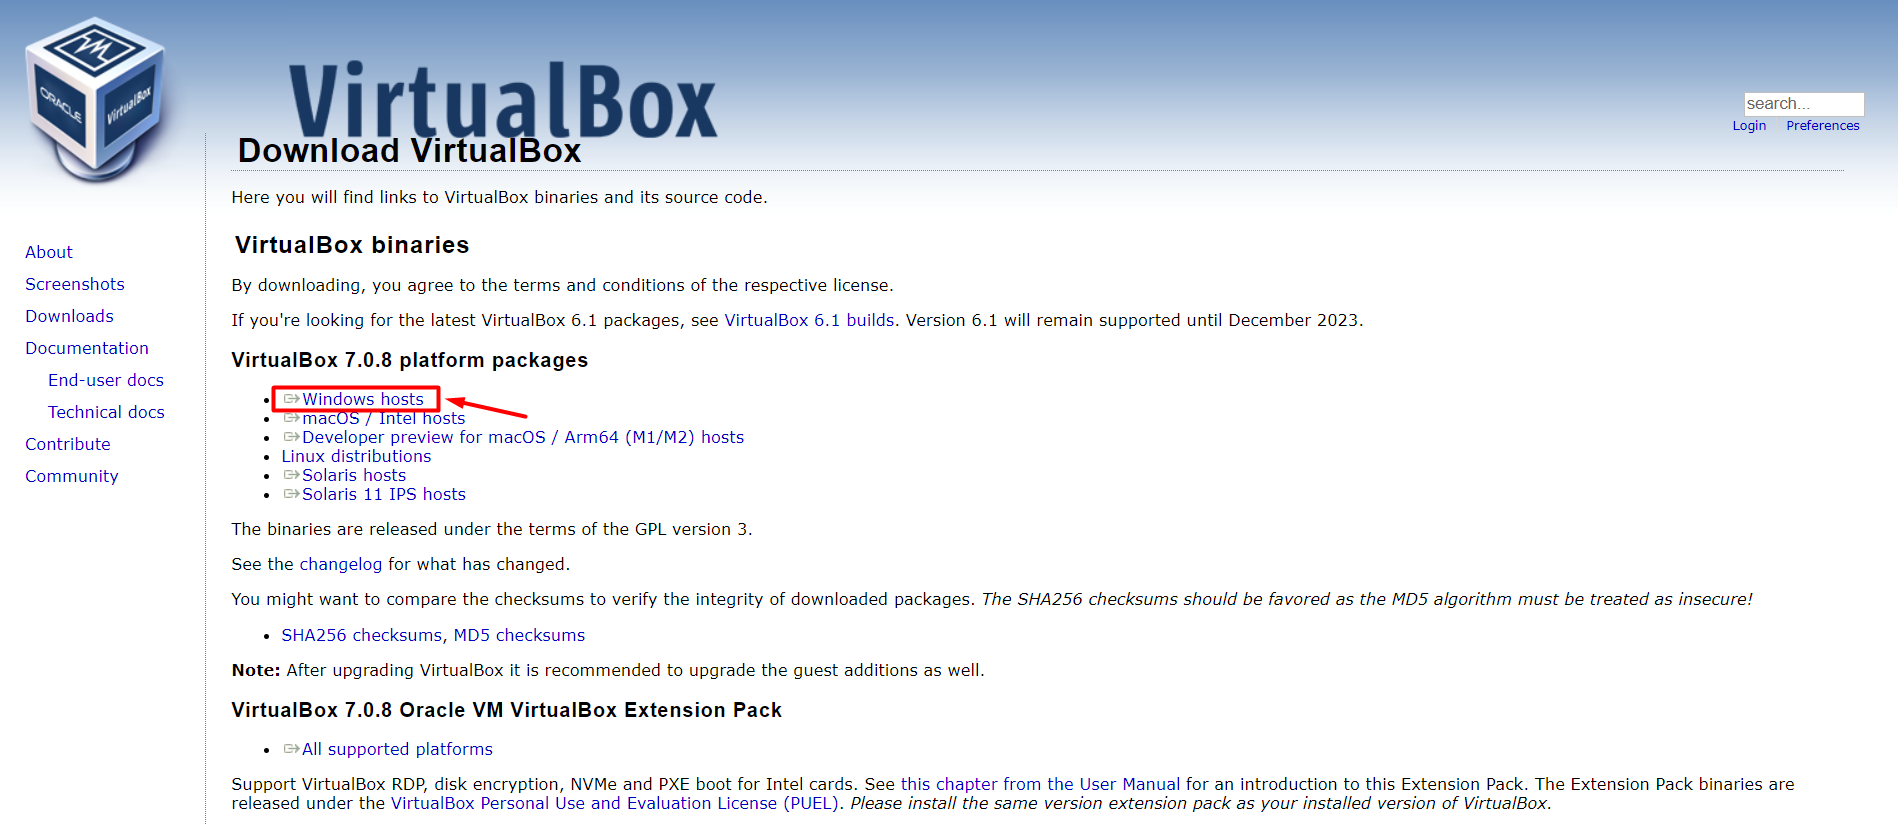 ORACLE
VirtualBox
VirtualBox
search...
Login Preferences
Download VirtualBox
Here you will find links to VirtualBox binaries and its source code.
About
Screenshots
Downloads
Documentation
End-user docs
Technical docs
Contribute
Community
VirtualBox binaries
By downloading, you agree to the terms and conditions of the respective license.
If you're looking for the latest VirtualBox 6.1 packages, see VirtualBox 6.1 builds. Version 6.1 will remain supported until December 2023.
VirtualBox 7.0.8 platform packages
• Windows hosts
• macOS / Intel hosts
• Developer preview for macOS / Arm64 (M1/M2) hosts
• Linux distributions
• Solaris hosts
• Solaris 11 IPS hosts
The binaries are released under the terms of the GPL version 3.
See the changelog for what has changed.
You might want to compare the checksums to verify the integrity of downloaded packages. The SHA256 checksums should be favored as the MD5 algorithm must be treated as insecure!
• SHA256 checksums, MD5 checksums
Note: After upgrading VirtualBox it is recommended to upgrade the guest additions as well.
VirtualBox 7.0.8 Oracle VM VirtualBox Extension Pack
• All supported platforms
Support VirtualBox RDP, disk encryption, NVMe and PXE boot for Intel cards. See this chapter from the User Manual for an introduction to this Extension Pack. The Extension Pack binaries are
released under the VirtualBox Personal Use and Evaluation License (PUEL). Please install the same version extension pack as your installed version of VirtualBox.